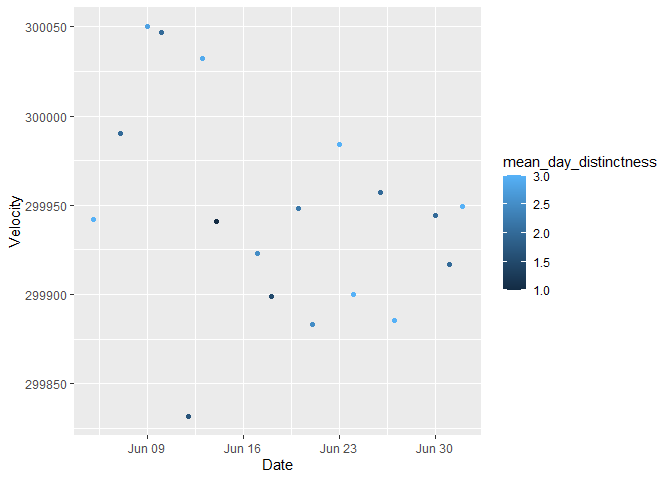 300050
300000
299950
299900
299850
Velocity
Jun 09
Jun 16
Jun 23
Jun 30
Date
mean_day_distinctness
3.0
2.5
2.0
1.5
1.0